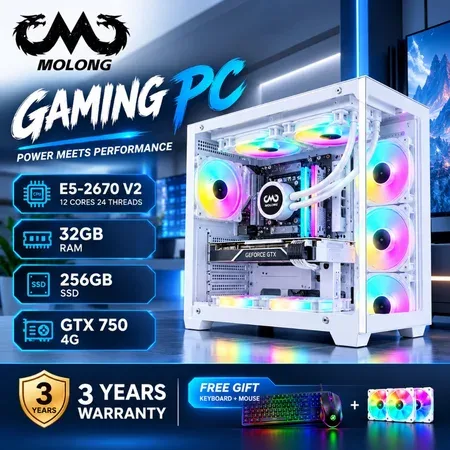 MOLONG
GAMING PC
POWER MEETS PERFORMANCE
E5-2670 V2
12 CORES 24 THREADS
32GB
RAM
SSD
256GB
SSD
GTX 750
4G
MOLONG
GEFORCE GTX
3
YEARS
3 YEARS
WARRANTY
FREE GIFT
KEYBOARD + MOUSE
+